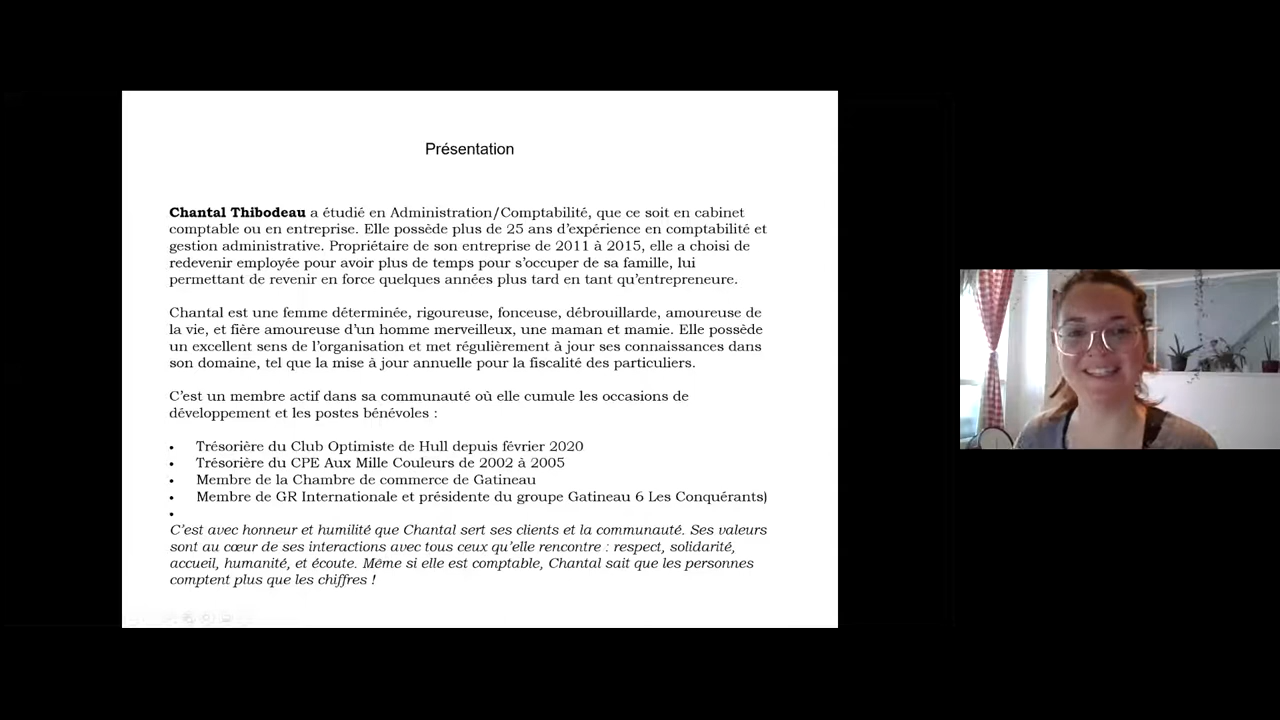 Présentation
Chantal Thibodeau a étudié en Administration/Comptabilité, que ce soit en cabinet
comptable ou en entreprise. Elle possède plus de 25 ans d'expérience en comptabilité et
gestion administrative. Propriétaire de son entreprise de 2011 à 2015, elle a choisi de
redevenir employée pour avoir plus de temps pour s'occuper de sa famille, lui
permettant de revenir en force quelques années plus tard en tant qu'entrepreneure.
Chantal est une femme déterminée, rigoureuse, fonceuse, débrouillarde, amoureuse de
la vie, et fière amoureuse d'un homme merveilleux, une maman et mamie. Elle possède
un excellent sens de l'organisation et met régulièrement à jour ses connaissances dans
son domaine, tel que la mise à jour annuelle pour la fiscalité des particuliers.
C'est un membre actif dans sa communauté où elle cumule les occasions de
développement et les postes bénévoles :
• Trésorière du Club Optimiste de Hull depuis février 2020
• Trésorière du CPE Aux Mille Couleurs de 2002 à 2005
• Membre de la Chambre de commerce de Gatineau
• Membre de GR Internationale et présidente du groupe Gatineau 6 Les Conquérants)
•
C'est avec honneur et humilité que Chantal sert ses clients et la communauté. Ses valeurs
sont au cœur de ses interactions avec tous ceux qu'elle rencontre : respect, solidarité,
accueil, humanité, et écoute. Même si elle est comptable, Chantal sait que les personnes
comptent plus que les chiffres !